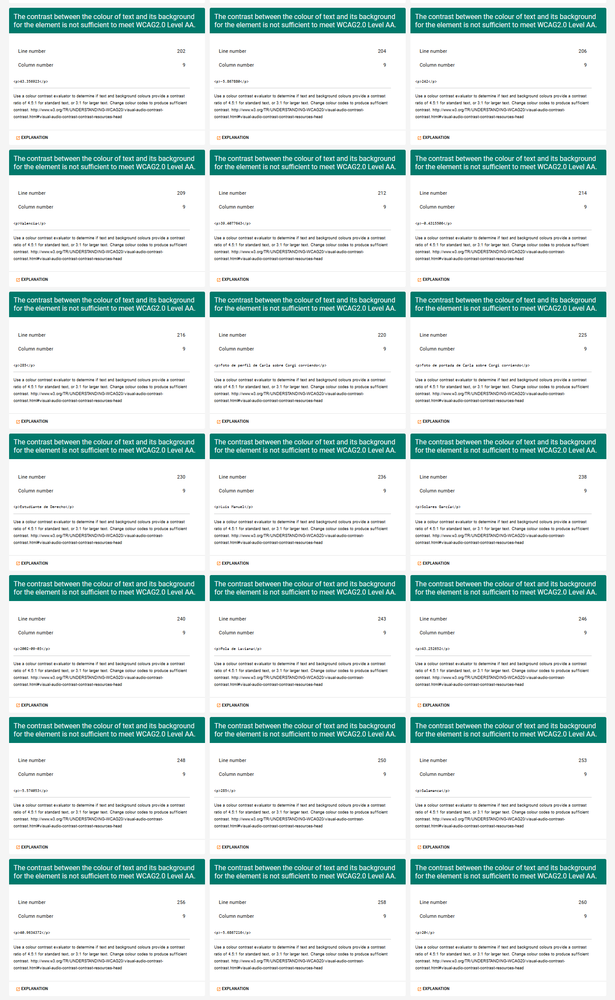 The contrast between the colour of text and its background
for the element is not sufficient to meet WCAG2.0 Level AA.
Line number 202
Column number 9
<p>43.356923</p>
Use a colour contrast evaluator to determine if text and background colours provide a contrast
ratio of 4.5:1 for standard text, or 3:1 for larger text. Change colour codes to produce sufficient
contrast. http://www.w3.org/TR/UNDERSTANDING-WCAG20/visual-audio-contrast-
contrast.html#visual-audio-contrast-contrast-resources-head
EXPLANATION
The contrast between the colour of text and its background
for the element is not sufficient to meet WCAG2.0 Level AA.
Line number 204
Column number 9
<p>-5.867880</p>
Use a colour contrast evaluator to determine if text and background colours provide a contrast
ratio of 4.5:1 for standard text, or 3:1 for larger text. Change colour codes to produce sufficient
contrast. http://www.w3.org/TR/UNDERSTANDING-WCAG20/visual-audio-contrast-
contrast.html#visual-audio-contrast-contrast-resources-head
EXPLANATION
The contrast between the colour of text and its background
for the element is not sufficient to meet WCAG2.0 Level AA.
Line number 206
Column number 9
<p>242</p>
Use a colour contrast evaluator to determine if text and background colours provide a contrast
ratio of 4.5:1 for standard text, or 3:1 for larger text. Change colour codes to produce sufficient
contrast. http://www.w3.org/TR/UNDERSTANDING-WCAG20/visual-audio-contrast-
contrast.html#visual-audio-contrast-contrast-resources-head
EXPLANATION
The contrast between the colour of text and its background
for the element is not sufficient to meet WCAG2.0 Level AA.
Line number 209
Column number 9
<p>Valencia</p>
Use a colour contrast evaluator to determine if text and background colours provide a contrast
ratio of 4.5:1 for standard text, or 3:1 for larger text. Change colour codes to produce sufficient
contrast. http://www.w3.org/TR/UNDERSTANDING-WCAG20/visual-audio-contrast-
contrast.html#visual-audio-contrast-contrast-resources-head
EXPLANATION
The contrast between the colour of text and its background
for the element is not sufficient to meet WCAG2.0 Level AA.
Line number 212
Column number 9
<p>39.4077643</p>
Use a colour contrast evaluator to determine if text and background colours provide a contrast
ratio of 4.5:1 for standard text, or 3:1 for larger text. Change colour codes to produce sufficient
contrast. http://www.w3.org/TR/UNDERSTANDING-WCAG20/visual-audio-contrast-
contrast.html#visual-audio-contrast-contrast-resources-head
EXPLANATION
The contrast between the colour of text and its background
for the element is not sufficient to meet WCAG2.0 Level AA.
Line number 214
Column number 9
<p>-0.4315506</p>
Use a colour contrast evaluator to determine if text and background colours provide a contrast
ratio of 4.5:1 for standard text, or 3:1 for larger text. Change colour codes to produce sufficient
contrast. http://www.w3.org/TR/UNDERSTANDING-WCAG20/visual-audio-contrast-
contrast.html#visual-audio-contrast-contrast-resources-head
EXPLANATION
The contrast between the colour of text and its background
for the element is not sufficient to meet WCAG2.0 Level AA.
Line number 216
Column number 9
<p>285</p>
Use a colour contrast evaluator to determine if text and background colours provide a contrast
ratio of 4.5:1 for standard text, or 3:1 for larger text. Change colour codes to produce sufficient
contrast. http://www.w3.org/TR/UNDERSTANDING-WCAG20/visual-audio-contrast-
contrast.html#visual-audio-contrast-contrast-resources-head
EXPLANATION
The contrast between the colour of text and its background
for the element is not sufficient to meet WCAG2.0 Level AA.
Line number 220
Column number 9
<p>Foto de perfil de Carla sobre Corgi corriendo</p>
Use a colour contrast evaluator to determine if text and background colours provide a contrast
ratio of 4.5:1 for standard text, or 3:1 for larger text. Change colour codes to produce sufficient
contrast. http://www.w3.org/TR/UNDERSTANDING-WCAG20/visual-audio-contrast-
contrast.html#visual-audio-contrast-contrast-resources-head
EXPLANATION
The contrast between the colour of text and its background
for the element is not sufficient to meet WCAG2.0 Level AA.
Line number 225
Column number 9
<p>Foto de portada de Carla sobre Corgi corriendo</p>
Use a colour contrast evaluator to determine if text and background colours provide a contrast
ratio of 4.5:1 for standard text, or 3:1 for larger text. Change colour codes to produce sufficient
contrast. http://www.w3.org/TR/UNDERSTANDING-WCAG20/visual-audio-contrast-
contrast.html#visual-audio-contrast-contrast-resources-head
EXPLANATION
The contrast between the colour of text and its background
for the element is not sufficient to meet WCAG2.0 Level AA.
Line number 230
Column number 9
<p>Estudiante de Derecho</p>
Use a colour contrast evaluator to determine if text and background colours provide a contrast
ratio of 4.5:1 for standard text, or 3:1 for larger text. Change colour codes to produce sufficient
contrast. http://www.w3.org/TR/UNDERSTANDING-WCAG20/visual-audio-contrast-
contrast.html#visual-audio-contrast-contrast-resources-head
EXPLANATION
The contrast between the colour of text and its background
for the element is not sufficient to meet WCAG2.0 Level AA.
Line number 236
Column number 9
<p>Luis Manuel</p>
Use a colour contrast evaluator to determine if text and background colours provide a contrast
ratio of 4.5:1 for standard text, or 3:1 for larger text. Change colour codes to produce sufficient
contrast. http://www.w3.org/TR/UNDERSTANDING-WCAG20/visual-audio-contrast-
contrast.html#visual-audio-contrast-contrast-resources-head
EXPLANATION
The contrast between the colour of text and its background
for the element is not sufficient to meet WCAG2.0 Level AA.
Line number 238
Column number 9
<p>Solares García</p>
Use a colour contrast evaluator to determine if text and background colours provide a contrast
ratio of 4.5:1 for standard text, or 3:1 for larger text. Change colour codes to produce sufficient
contrast. http://www.w3.org/TR/UNDERSTANDING-WCAG20/visual-audio-contrast-
contrast.html#visual-audio-contrast-contrast-resources-head
EXPLANATION
The contrast between the colour of text and its background
for the element is not sufficient to meet WCAG2.0 Level AA.
Line number 240
Column number 9
<p>2002-09-03</p>
Use a colour contrast evaluator to determine if text and background colours provide a contrast
ratio of 4.5:1 for standard text, or 3:1 for larger text. Change colour codes to produce sufficient
contrast. http://www.w3.org/TR/UNDERSTANDING-WCAG20/visual-audio-contrast-
contrast.html#visual-audio-contrast-contrast-resources-head
EXPLANATION
The contrast between the colour of text and its background
for the element is not sufficient to meet WCAG2.0 Level AA.
Line number 243
Column number 9
<p>Pola de Laviana</p>
Use a colour contrast evaluator to determine if text and background colours provide a contrast
ratio of 4.5:1 for standard text, or 3:1 for larger text. Change colour codes to produce sufficient
contrast. http://www.w3.org/TR/UNDERSTANDING-WCAG20/visual-audio-contrast-
contrast.html#visual-audio-contrast-contrast-resources-head
EXPLANATION
The contrast between the colour of text and its background
for the element is not sufficient to meet WCAG2.0 Level AA.
Line number 246
Column number 9
<p>43.252652</p>
Use a colour contrast evaluator to determine if text and background colours provide a contrast
ratio of 4.5:1 for standard text, or 3:1 for larger text. Change colour codes to produce sufficient
contrast. http://www.w3.org/TR/UNDERSTANDING-WCAG20/visual-audio-contrast-
contrast.html#visual-audio-contrast-contrast-resources-head
EXPLANATION
The contrast between the colour of text and its background
for the element is not sufficient to meet WCAG2.0 Level AA.
Line number 248
Column number 9
<p>-5.574053</p>
Use a colour contrast evaluator to determine if text and background colours provide a contrast
ratio of 4.5:1 for standard text, or 3:1 for larger text. Change colour codes to produce sufficient
contrast. http://www.w3.org/TR/UNDERSTANDING-WCAG20/visual-audio-contrast-
contrast.html#visual-audio-contrast-contrast-resources-head
EXPLANATION
The contrast between the colour of text and its background
for the element is not sufficient to meet WCAG2.0 Level AA.
Line number 250
Column number 9
<p>285</p>
Use a colour contrast evaluator to determine if text and background colours provide a contrast
ratio of 4.5:1 for standard text, or 3:1 for larger text. Change colour codes to produce sufficient
contrast. http://www.w3.org/TR/UNDERSTANDING-WCAG20/visual-audio-contrast-
contrast.html#visual-audio-contrast-contrast-resources-head
EXPLANATION
The contrast between the colour of text and its background
for the element is not sufficient to meet WCAG2.0 Level AA.
Line number 253
Column number 9
<p>Salamanca</p>
Use a colour contrast evaluator to determine if text and background colours provide a contrast
ratio of 4.5:1 for standard text, or 3:1 for larger text. Change colour codes to produce sufficient
contrast. http://www.w3.org/TR/UNDERSTANDING-WCAG20/visual-audio-contrast-
contrast.html#visual-audio-contrast-contrast-resources-head
EXPLANATION
The contrast between the colour of text and its background
for the element is not sufficient to meet WCAG2.0 Level AA.
Line number 256
Column number 9
<p>40.9634372</p>
Use a colour contrast evaluator to determine if text and background colours provide a contrast
ratio of 4.5:1 for standard text, or 3:1 for larger text. Change colour codes to produce sufficient
contrast. http://www.w3.org/TR/UNDERSTANDING-WCAG20/visual-audio-contrast-
contrast.html#visual-audio-contrast-contrast-resources-head
EXPLANATION
The contrast between the colour of text and its background
for the element is not sufficient to meet WCAG2.0 Level AA.
Line number 258
Column number 9
<p>-5.6867216</p>
Use a colour contrast evaluator to determine if text and background colours provide a contrast
ratio of 4.5:1 for standard text, or 3:1 for larger text. Change colour codes to produce sufficient
contrast. http://www.w3.org/TR/UNDERSTANDING-WCAG20/visual-audio-contrast-
contrast.html#visual-audio-contrast-contrast-resources-head
EXPLANATION
The contrast between the colour of text and its background
for the element is not sufficient to meet WCAG2.0 Level AA.
Line number 260
Column number 9
<p>20</p>
Use a colour contrast evaluator to determine if text and background colours provide a contrast
ratio of 4.5:1 for standard text, or 3:1 for larger text. Change colour codes to produce sufficient
contrast. http://www.w3.org/TR/UNDERSTANDING-WCAG20/visual-audio-contrast-
contrast.html#visual-audio-contrast-contrast-resources-head
EXPLANATION